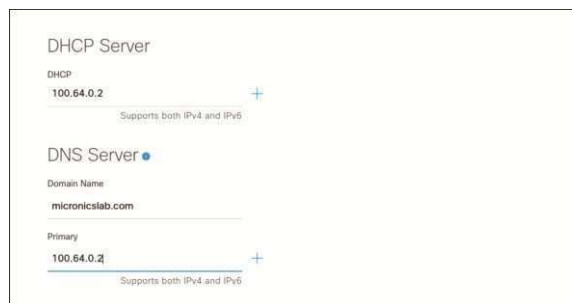 DHCP Server
DHCP
100.64.0.2
Supports both IPv4 and IPv6
DNS Server
Domain Name
micronicslab.com
Primary
100.64.0.2
Supports both IPv4 and IPv6